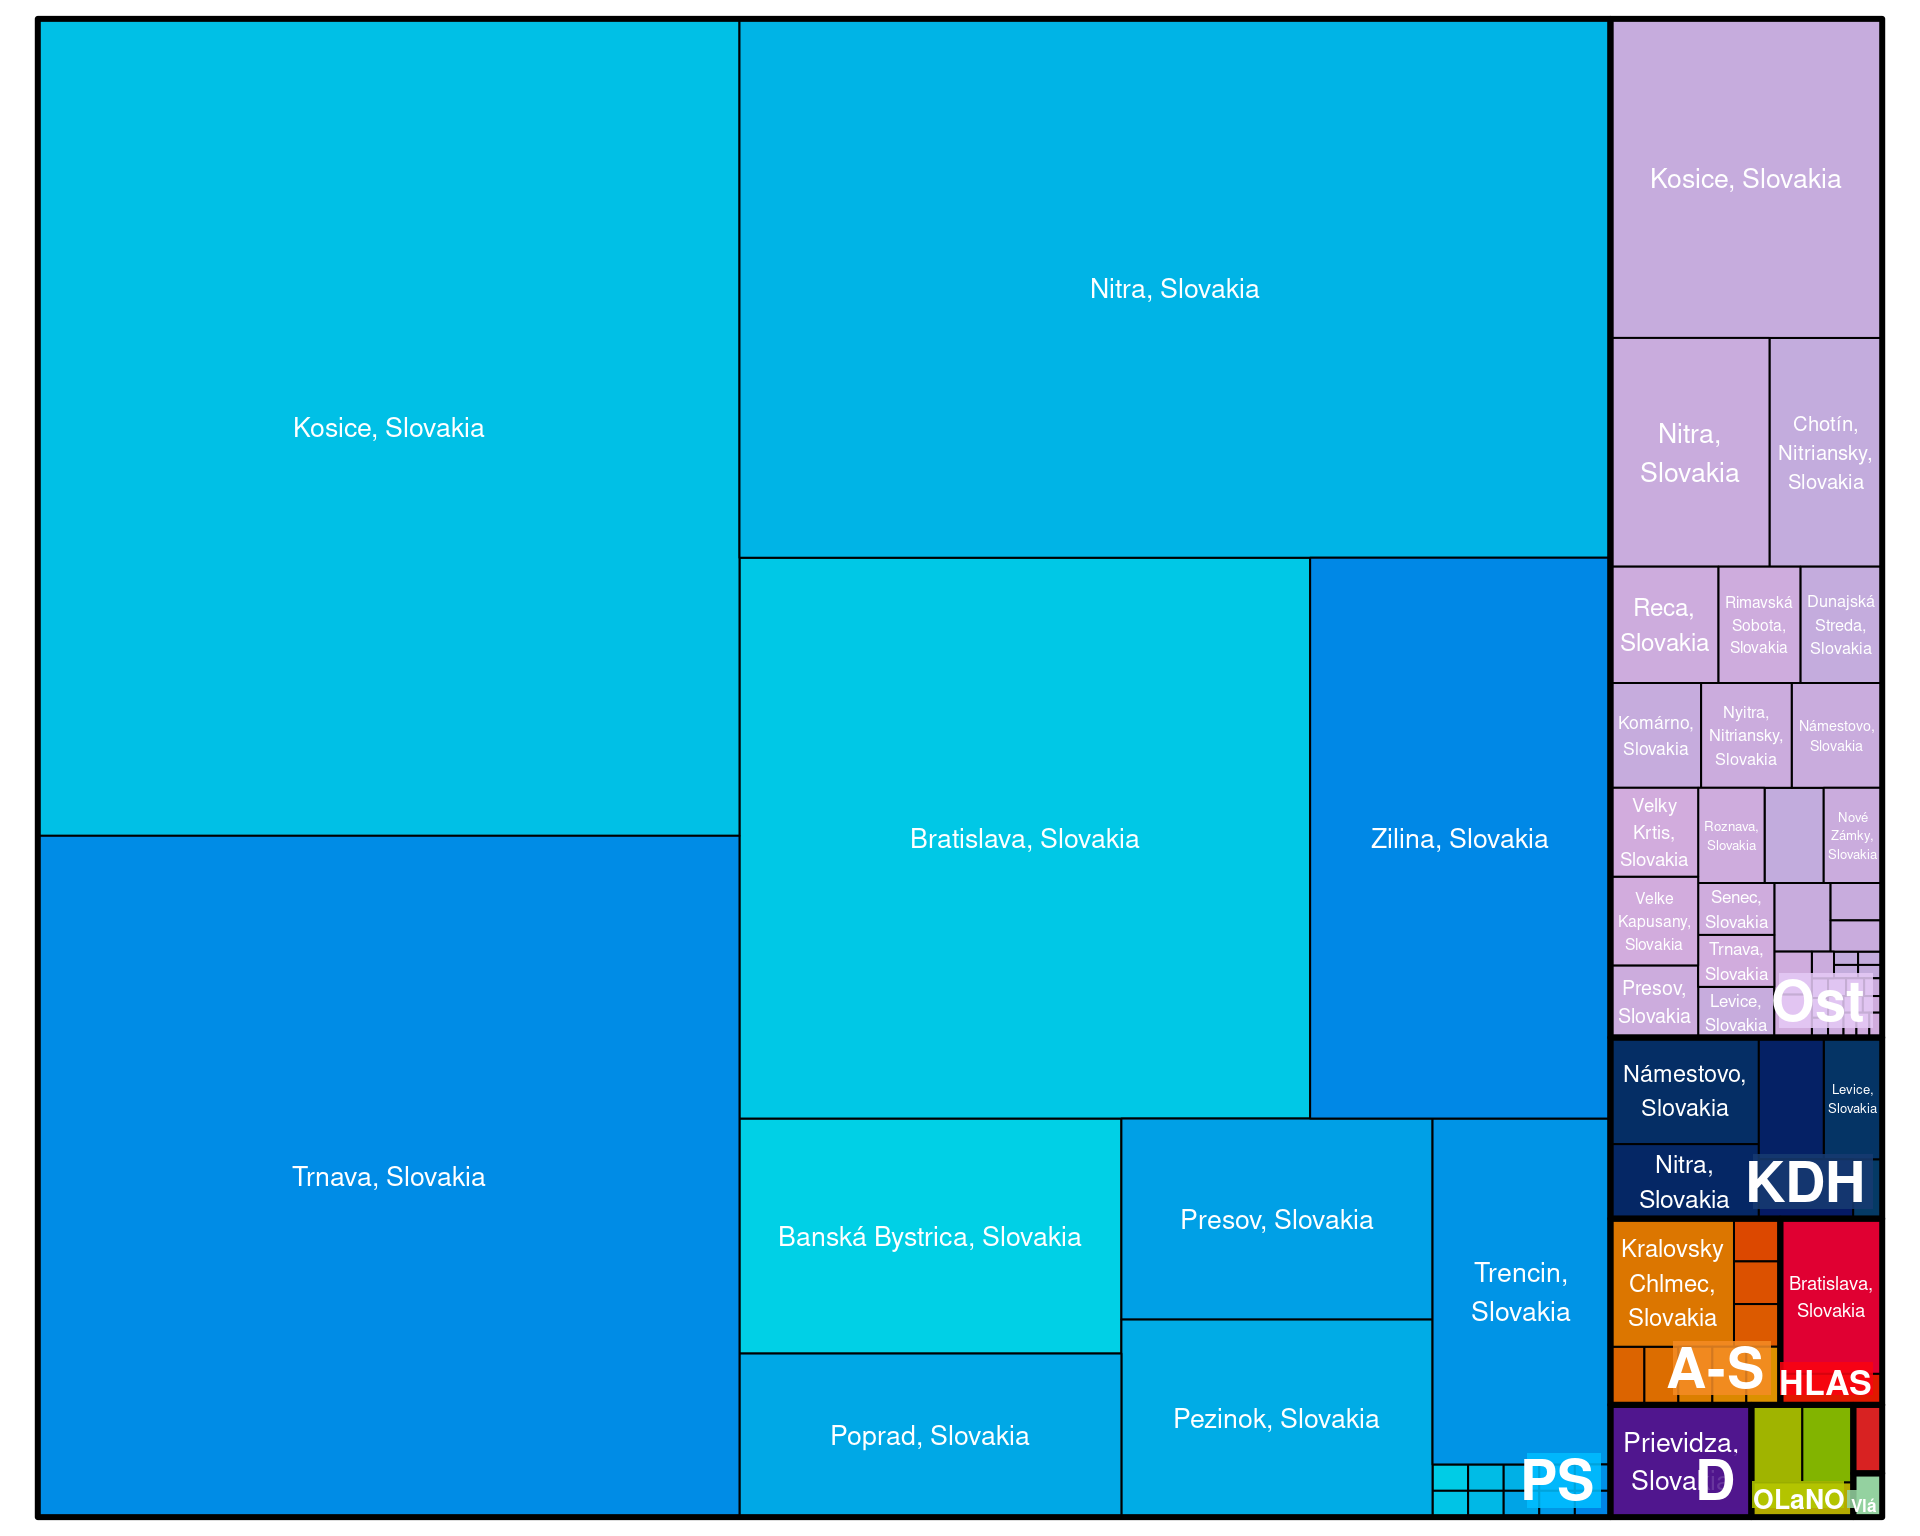 Kosice, Slovakia
Trnava, Slovakia
Nitra, Slovakia
Bratislava, Slovakia
Zilina, Slovakia
Banská Bystrica, Slovakia
Poprad, Slovakia
Presov, Slovakia
Pezinok, Slovakia
Trencin,
Slovakia
PS
Kosice, Slovakia
Nitra,
Slovakia
Chotín,
Nitriansky,
Slovakia
Reca,
Slovakia
Rimavská
Sobota,
Slovakia
Dunajská
Streda,
Slovakia
Komárno,
Slovakia
Nyitra,
Nitriansky,
Slovakia
Námestovo,
Slovakia
Velky
Krtis,
Slovakia
Roznava,
Slovakia
Nové
Zámky,
Slovakia
Velke
Kapusany,
Slovakia
Senec,
Slovakia
Trnava,
Slovakia
Presov,
Slovakia
Levice,
Slovakia
Ost
Námestovo,
Slovakia
Levice,
Slovakia
Nitra,
Slovakia
KDH
Kralovsky
Chlmec,
Slovakia
A-S
Bratislava,
Slovakia
HLAS
Prievidza,
Slovakia
D
OLaNO
Vlá